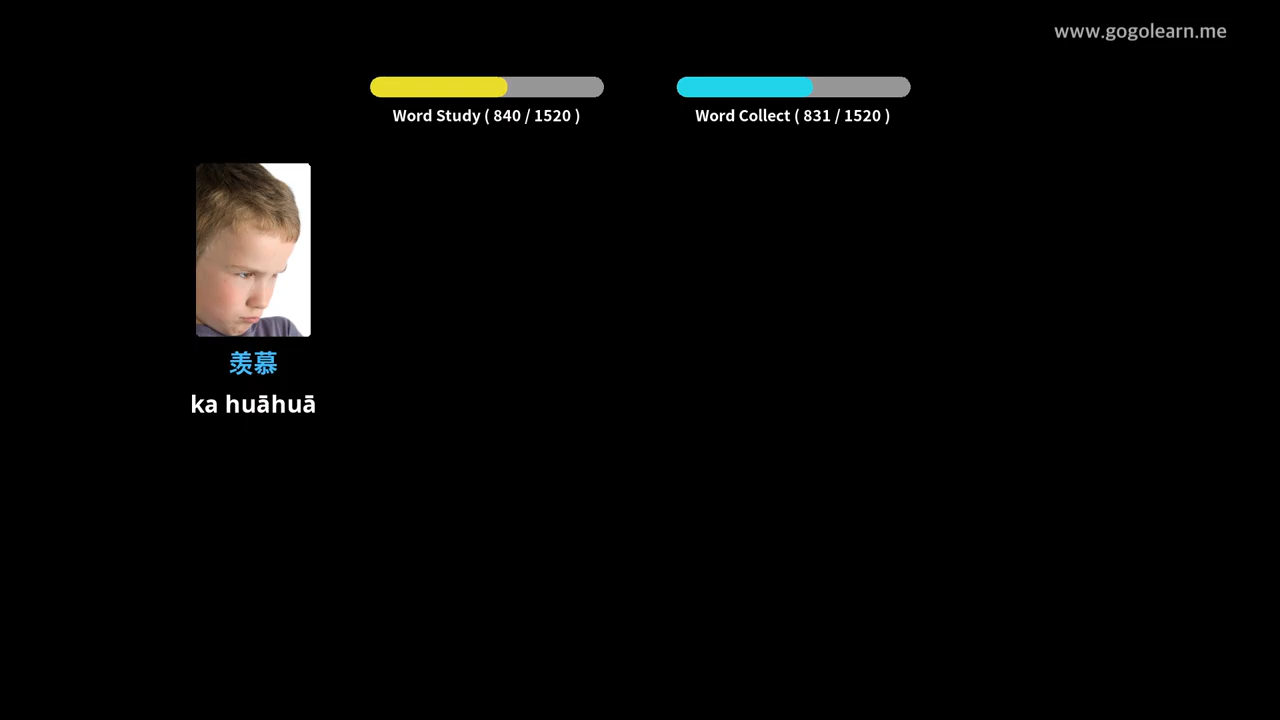 www.gogolearn.me
Word Study ( 840 / 1520 )
Word Collect ( 831 / 1520 )
羡慕
ka huāhuā